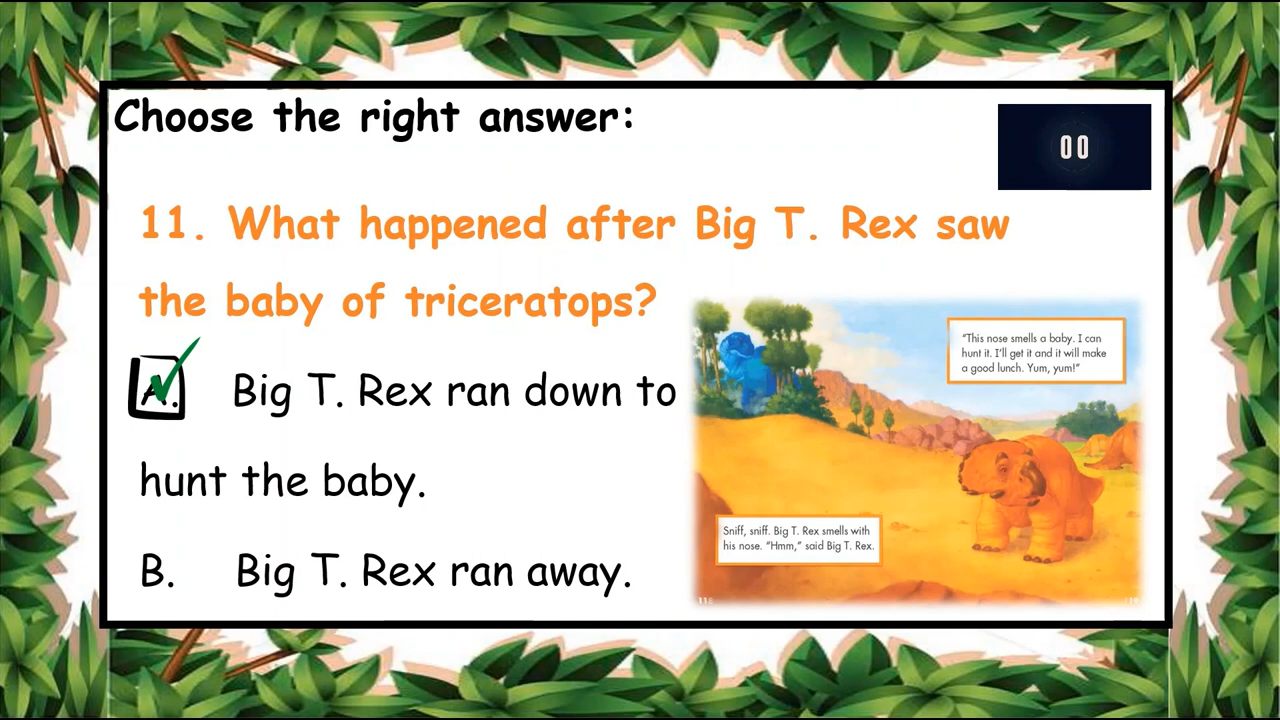 Choose the right answer:
00
11. What happened after Big T. Rex saw
the baby of triceratops?
A. Big T. Rex ran down to
hunt the baby.
B. Big T. Rex ran away.
"This nose smells a baby. I can
hunt it. I'll get it and it will make
a good lunch. Yum, yum!"
Sniff, sniff. Big T. Rex smells with
his nose. "Hmm," said Big T. Rex.